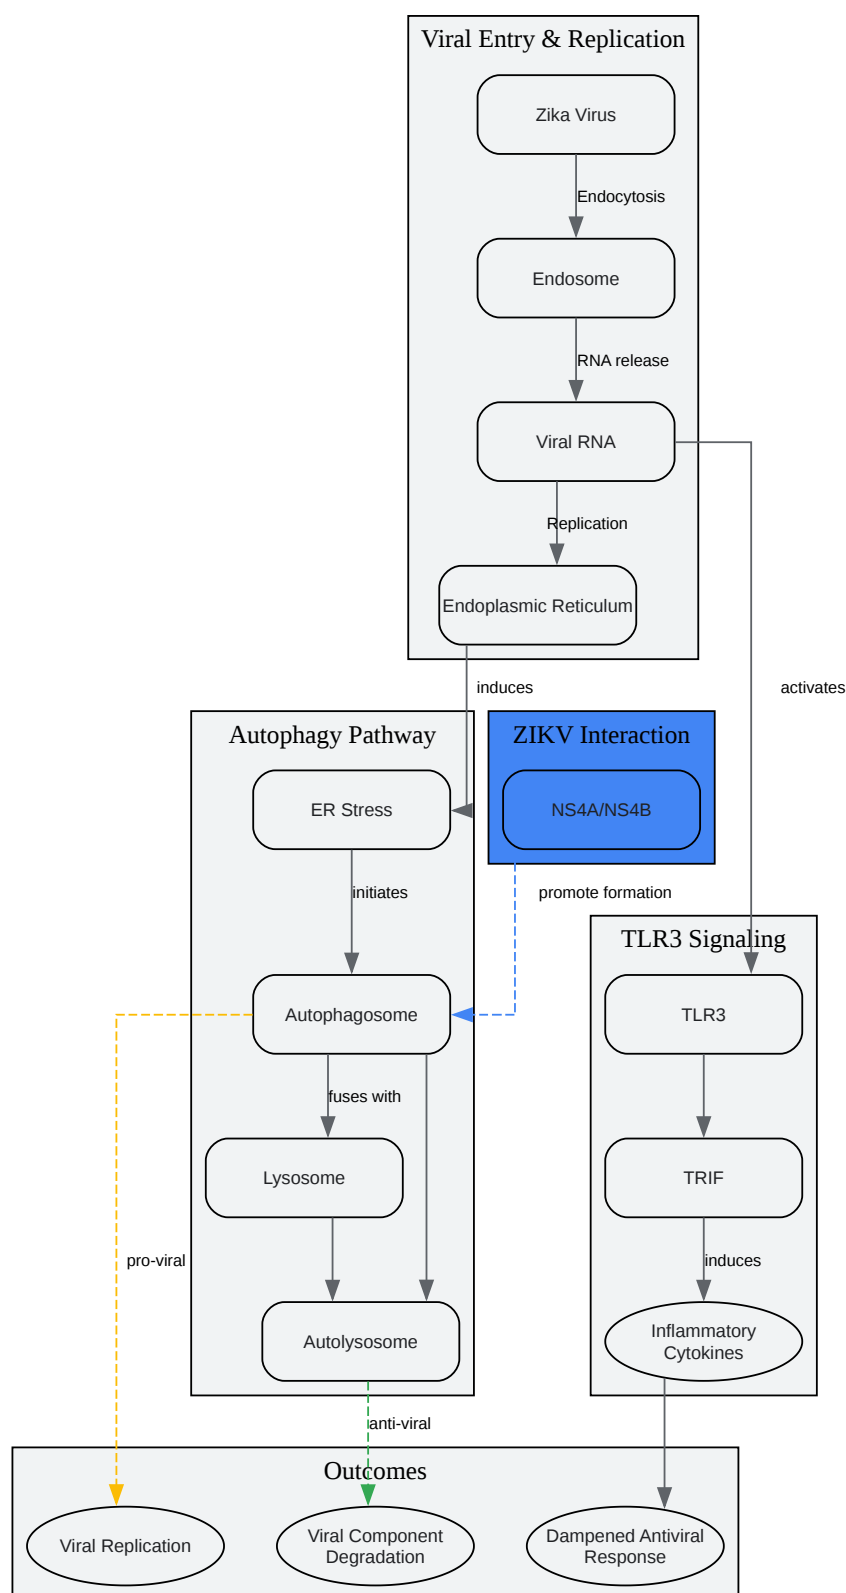 Viral Entry & Replication
Zika Virus
Endocytosis
Endosome
RNA release
Viral RNA
Replication
Endoplasmic Reticulum
induces
activates
Autophagy Pathway
ZIKV Interaction
ER Stress
NS4A/NS4B
initiates
promote formation
TLR3 Signaling
Autophagosome
TLR3
fuses with
Lysosome
TRIF
pro-viral
induces
Autolysosome
Inflammatory
Cytokines
anti-viral
Outcomes
Viral Replication
Viral Component
Degradation
Dampened Antiviral
Response